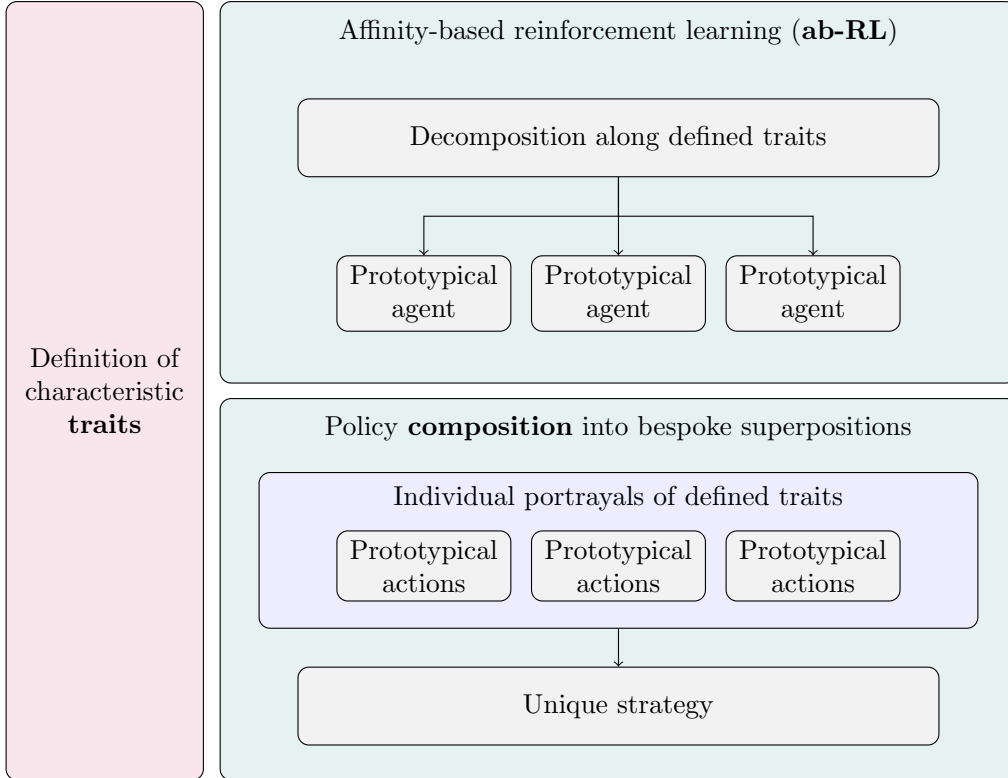 Definition of
characteristic
traits
Affinity-based reinforcement learning (ab-RL)
Decomposition along defined traits
Prototypical
agent
Prototypical
agent
Prototypical
agent
Policy composition into bespoke superpositions
Individual portrayals of defined traits
Prototypical
actions
Prototypical
actions
Prototypical
actions
Unique strategy